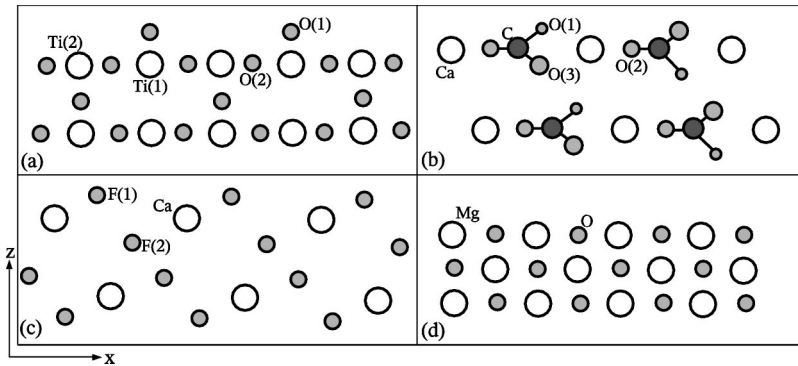 O(1)
Ti(2)
Ti(1)
O(2)
(a)
C
O(1)
Ca
O(3)
O(2)
(b)
F(1)
Ca
F(2)
(c)
Mg
O
(d)
z
x